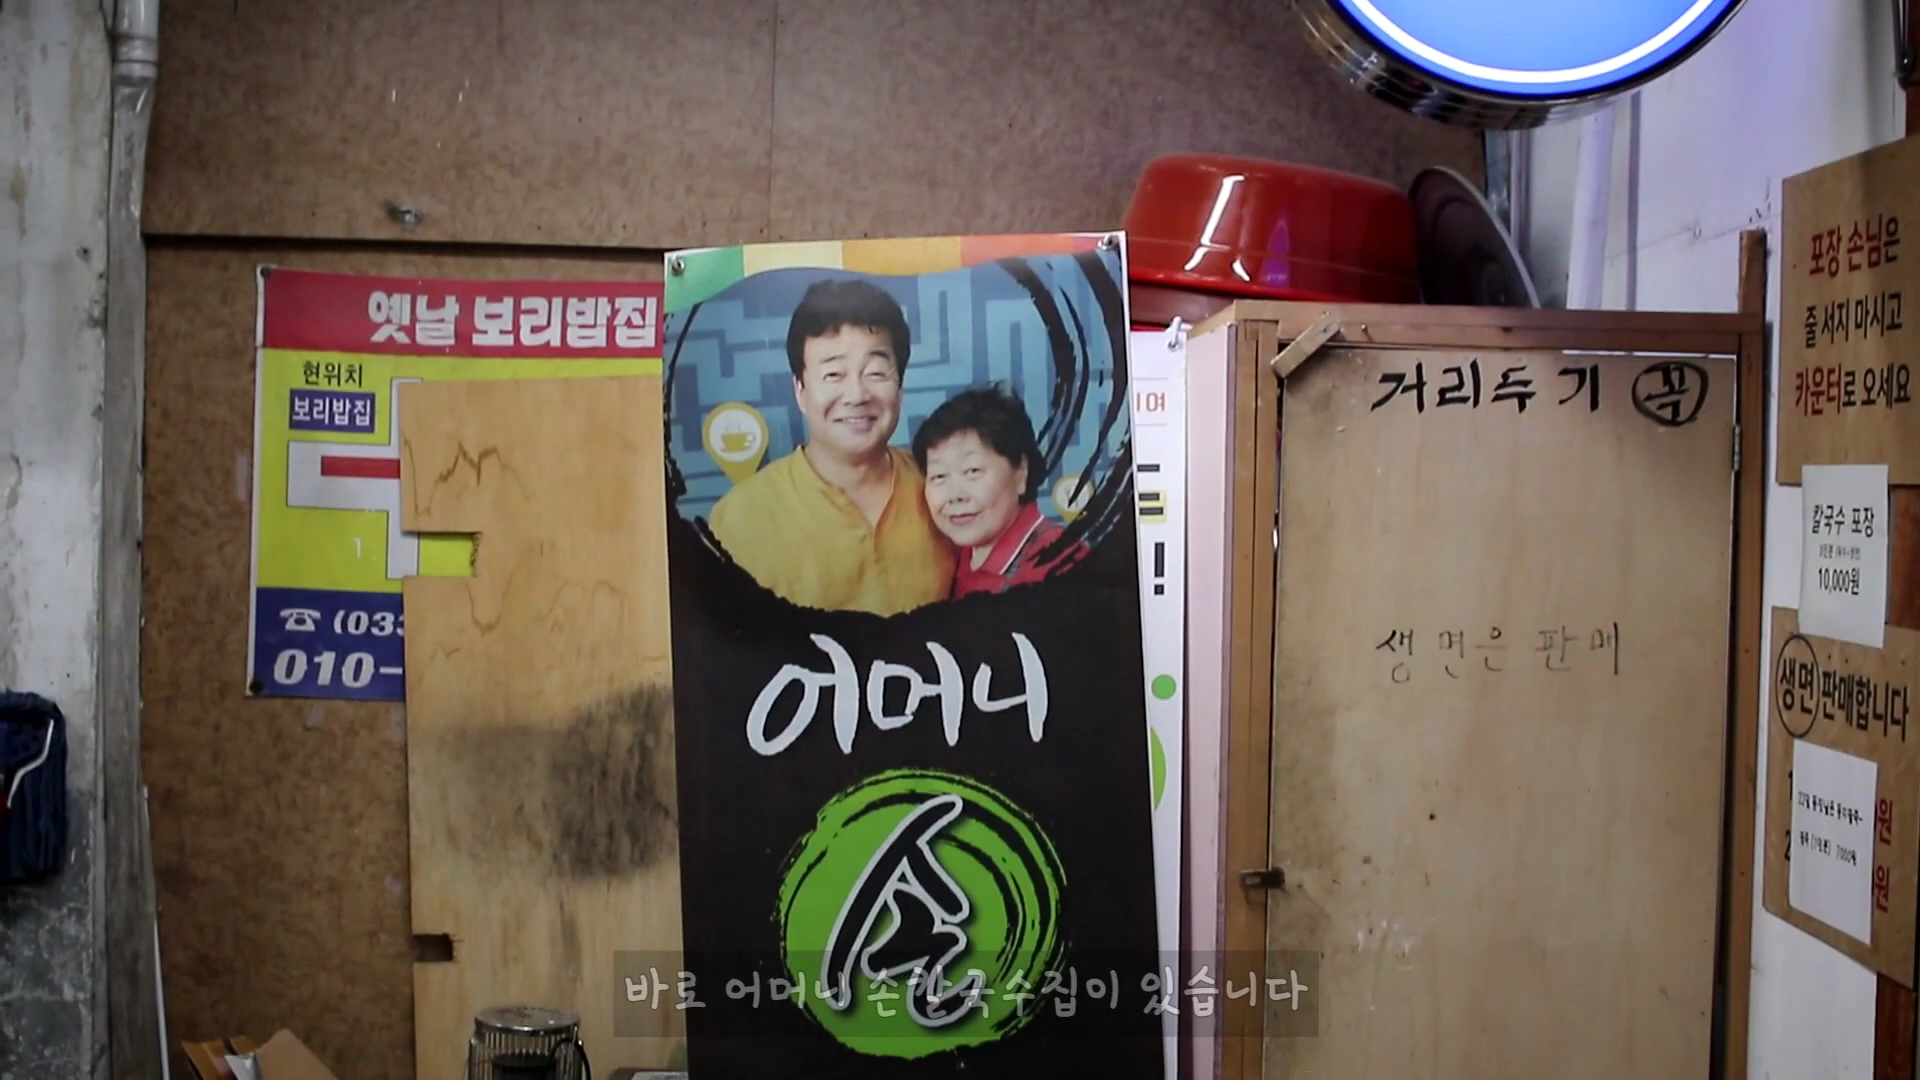 옛날 보리밥집
현위치
보리밥집
☎ (033
010-
어머니
손
거리두기 꼭
생면은 판매
포장 손님은
줄 서지 마시고
카운터로 오세요
칼국수 포장
10,000원
생면 판매합니다
원
원
바로 어머니 손칼국수집이 있습니다